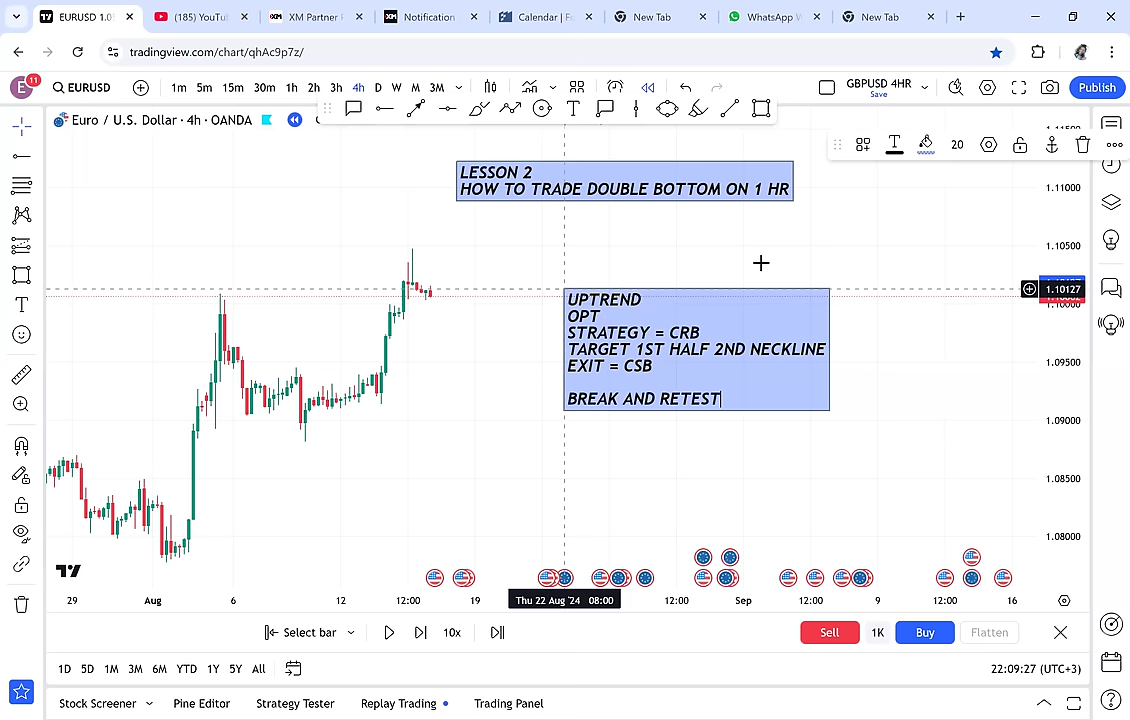 EURUSD 1.0
(185) YouTu
XM Partner
Notification
Calendar | Fo
New Tab
WhatsApp W
New Tab
tradingview.com/chart/qhAc9p7z/
E 11
EURUSD
1m 5m 15m 30m 1h 2h 3h 4h D W M 3M
GBPUSD 4HR
Save
Publish
Euro / U.S. Dollar · 4h · OANDA
20
LESSON 2
HOW TO TRADE DOUBLE BOTTOM ON 1 HR
UPTREND
OPT
STRATEGY = CRB
TARGET 1ST HALF 2ND NECKLINE
EXIT = CSB
BREAK AND RETEST
1.11000
1.10500
1.10127
1.09500
1.09000
1.08500
1.08000
29 Aug 6 12 12:00 19 Thu 22 Aug '24 08:00 12:00 Sep 12:00 9 12:00 16
Select bar 10x Sell 1K Buy Flatten
1D 5D 1M 3M 6M YTD 1Y 5Y All
22:09:27 (UTC+3)
Stock Screener Pine Editor Strategy Tester Replay Trading Trading Panel